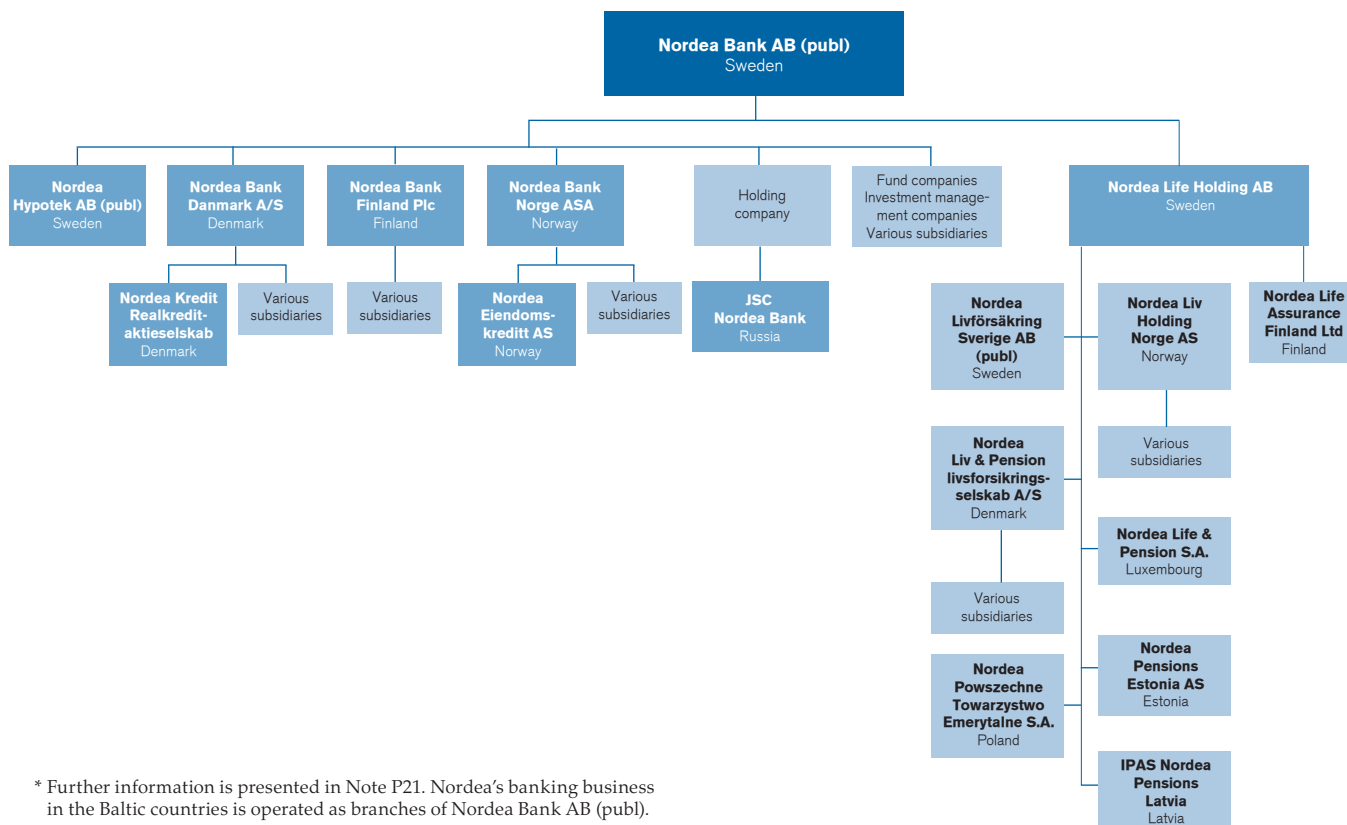 Nordea Bank AB (publ)
Sweden
Nordea
Hypotek AB (publ)
Sweden
Nordea Bank
Danmark A/S
Denmark
Nordea Bank
Finland Plc
Finland
Nordea Bank
Norge ASA
Norway
Holding
company
Fund companies
Investment manage-
ment companies
Various subsidiaries
Nordea Life Holding AB
Sweden
Nordea Kredit
Realkredit-
aktieselskab
Denmark
Various
subsidiaries
Various
subsidiaries
Nordea
Eiendoms-
kreditt AS
Norway
Various
subsidiaries
JSC
Nordea Bank
Russia
Nordea
Livförsäkring
Sverige AB
(publ)
Sweden
Nordea Liv
Holding
Norge AS
Norway
Nordea Life
Assurance
Finland Ltd
Finland
Various
subsidiaries
Nordea
Liv & Pension
livsforsikrings-
selskab A/S
Denmark
Nordea Life &
Pension S.A.
Luxembourg
Various
subsidiaries
Nordea
Pensions
Estonia AS
Estonia
Nordea
Powszechne
Towarzystwo
Emerytalne S.A.
Poland
IPAS Nordea
Pensions
Latvia
Latvia
* Further information is presented in Note P21. Nordea’s banking business
in the Baltic countries is operated as branches of Nordea Bank AB (publ).